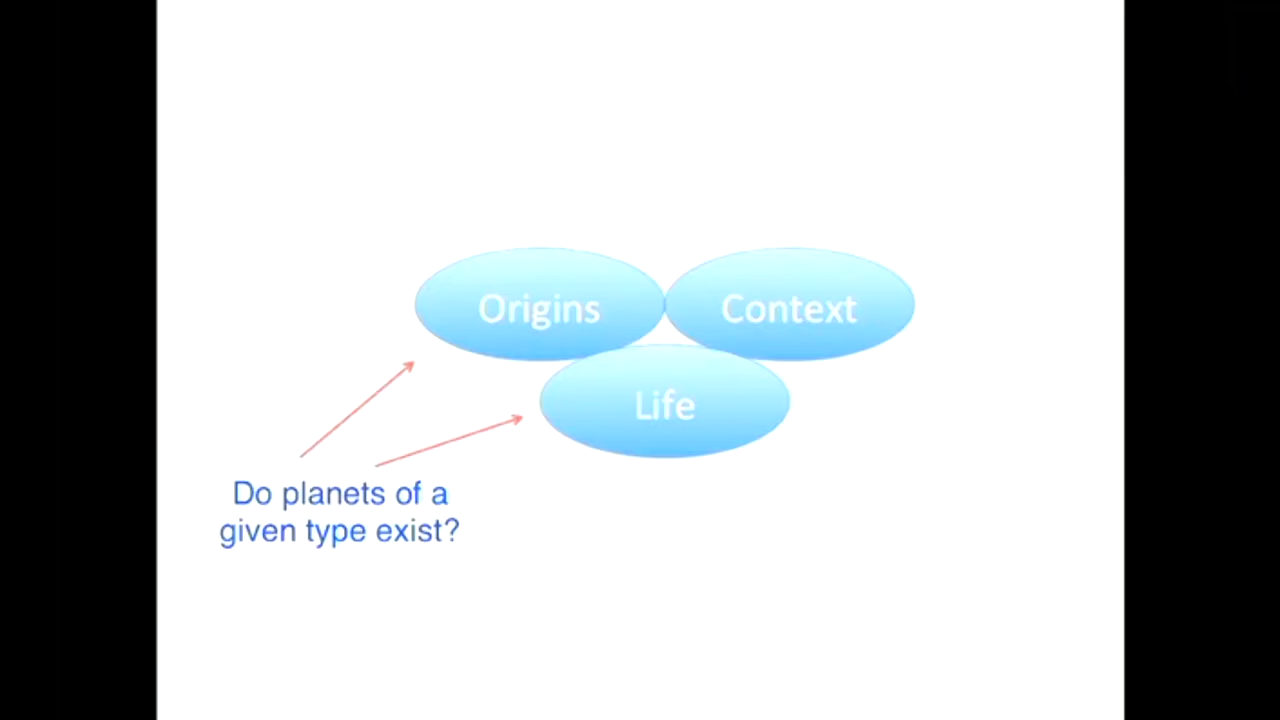 Origins
Context
Life
Do planets of a
given type exist?